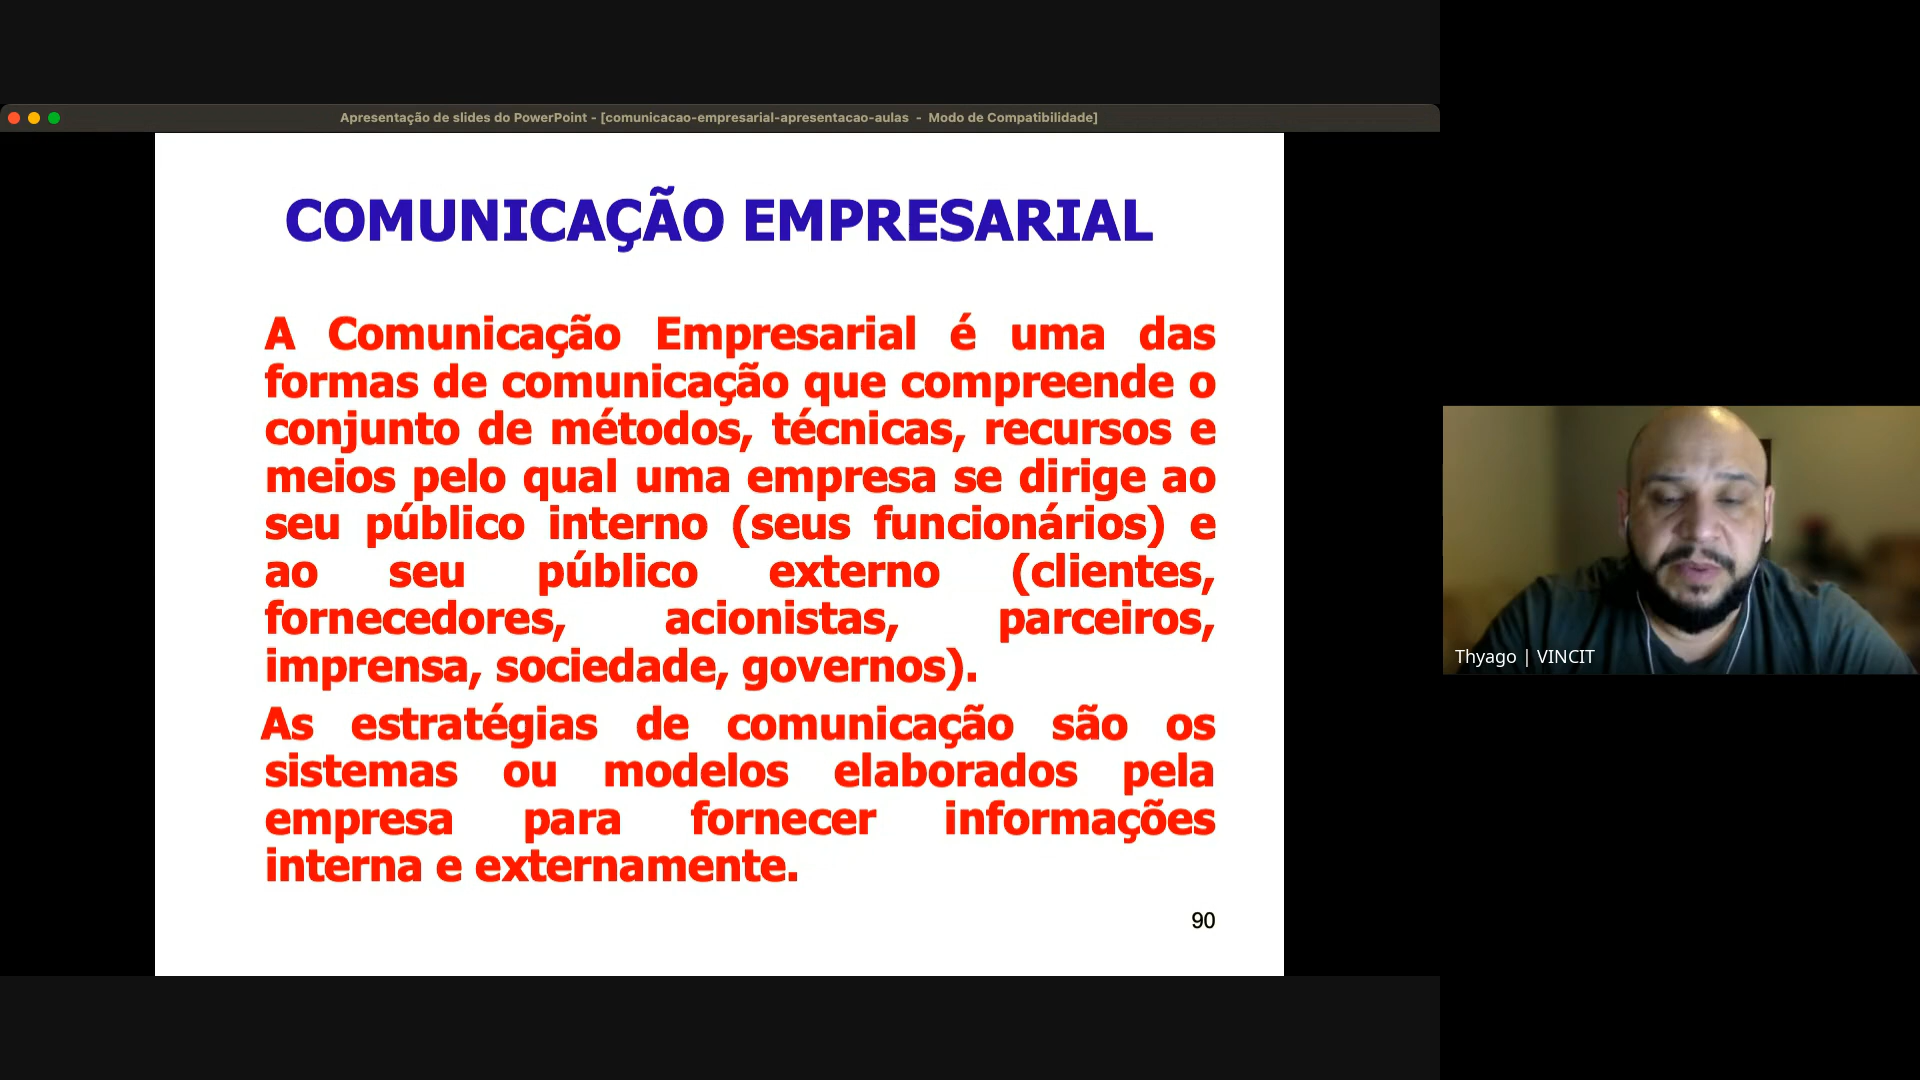 Apresentação de slides do PowerPoint - [comunicacao-empresarial-apresentacao-aulas - Modo de Compatibilidade]
COMUNICAÇÃO EMPRESARIAL
A Comunicação Empresarial é uma das
formas de comunicação que compreende o
conjunto de métodos, técnicas, recursos e
meios pelo qual uma empresa se dirige ao
seu público interno (seus funcionários) e
ao seu público externo (clientes,
fornecedores, acionistas, parceiros,
imprensa, sociedade, governos).
As estratégias de comunicação são os
sistemas ou modelos elaborados pela
empresa para fornecer informações
interna e externamente.
90
Thyago | VINCIT